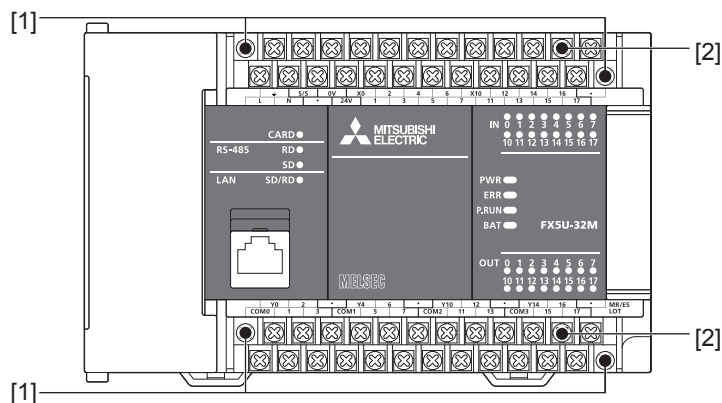 [1]
[2]
S/S 0V X0 2 4 6 X10 12 14 16 •
L ⏚ N • 24V 1 3 5 7 11 13 15 17
CARD
RS-485 RD
SD
LAN SD/RD
MITSUBISHI
ELECTRIC
MELSEC
IN 0 1 2 3 4 5 6 7
10 11 12 13 14 15 16 17
PWR
ERR
P.RUN
BAT
FX5U-32M
OUT 0 1 2 3 4 5 6 7
10 11 12 13 14 15 16 17
Y0 2 • Y4 6 • Y10 12 • Y14 16 • MR/ES
COM0 1 3 COM1 5 7 COM2 11 13 COM3 15 17 LOT
[2]
[1]